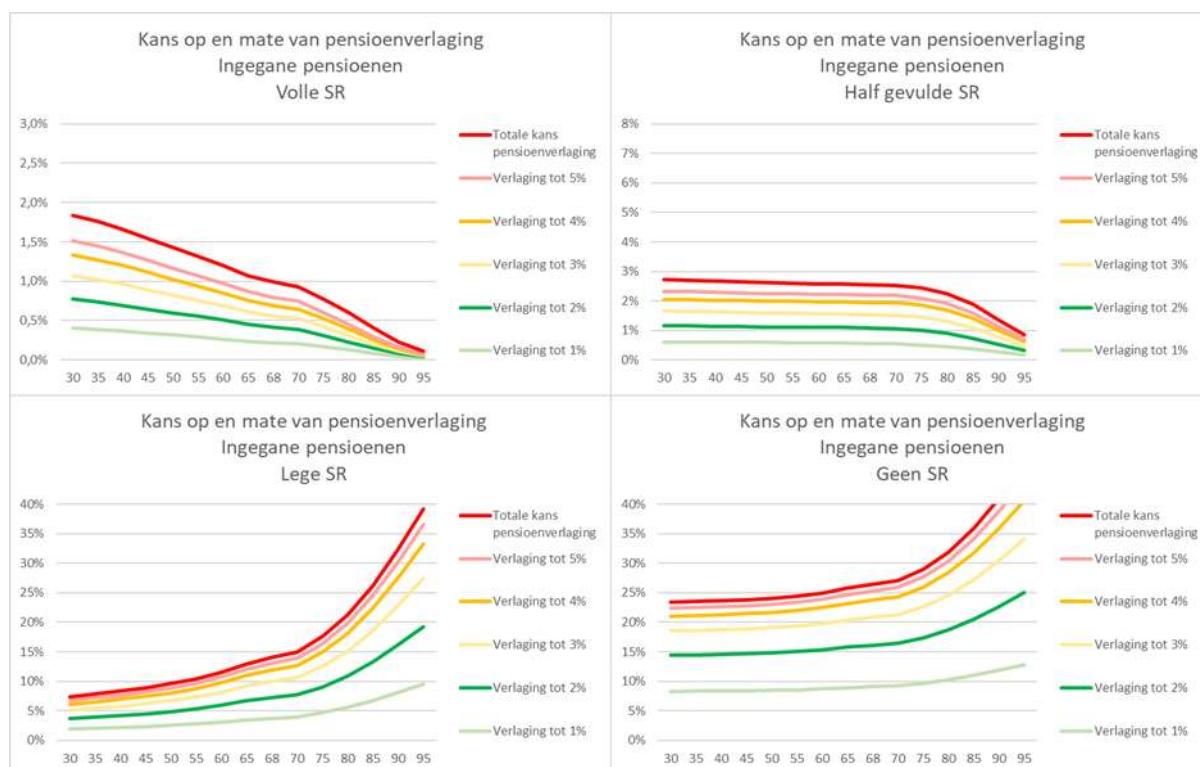 Kans op en mate van pensioenverlaging
Ingegane pensioenen
Volle SR
3,0%
2,5%
2,0%
1,5%
1,0%
0,5%
0,0%
30 35 40 45 50 55 60 65 68 70 75 80 85 90 95
Totale kans
pensioenverlaging
Verlaging tot 5%
Verlaging tot 4%
Verlaging tot 3%
Verlaging tot 2%
Verlaging tot 1%
Kans op en mate van pensioenverlaging
Ingegane pensioenen
Half gevulde SR
8%
7%
6%
5%
4%
3%
2%
1%
0%
30 35 40 45 50 55 60 65 68 70 75 80 85 90 95
Totale kans
pensioenverlaging
Verlaging tot 5%
Verlaging tot 4%
Verlaging tot 3%
Verlaging tot 2%
Verlaging tot 1%
Kans op en mate van pensioenverlaging
Ingegane pensioenen
Lege SR
40%
35%
30%
25%
20%
15%
10%
5%
0%
30 35 40 45 50 55 60 65 68 70 75 80 85 90 95
Totale kans
pensioenverlaging
Verlaging tot 5%
Verlaging tot 4%
Verlaging tot 3%
Verlaging tot 2%
Verlaging tot 1%
Kans op en mate van pensioenverlaging
Ingegane pensioenen
Geen SR
40%
35%
30%
25%
20%
15%
10%
5%
0%
30 35 40 45 50 55 60 65 68 70 75 80 85 90 95
Totale kans
pensioenverlaging
Verlaging tot 5%
Verlaging tot 4%
Verlaging tot 3%
Verlaging tot 2%
Verlaging tot 1%